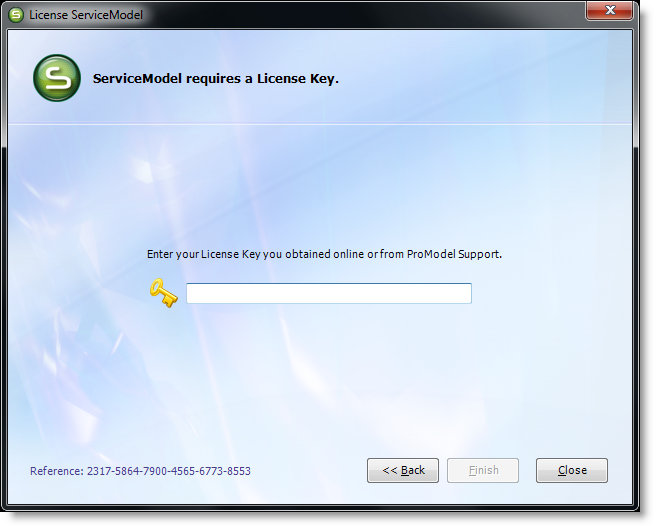 License ServiceModel
ServiceModel requires a License Key.
Enter your License Key you obtained online or from ProModel Support.
Reference: 2317-5864-7900-4565-6773-8553
<< Back
Finish
Close